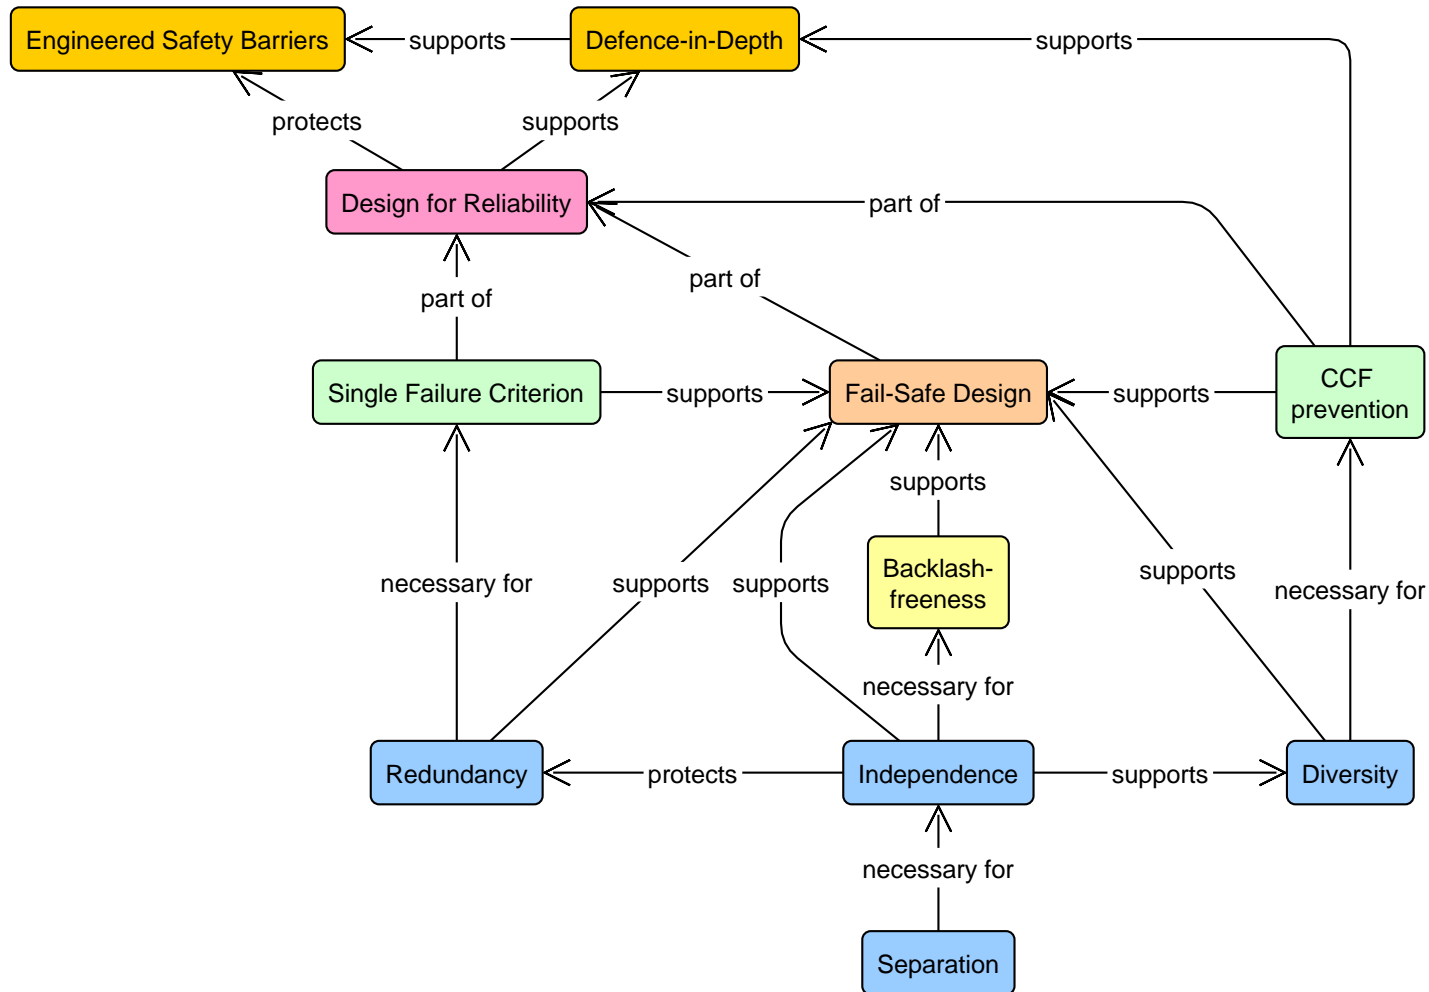 Engineered Safety Barriers
supports
Defence-in-Depth
supports
protects
supports
Design for Reliability
part of
part of
part of
Single Failure Criterion
supports
Fail-Safe Design
supports
CCF
prevention
supports
Backlash-
freeness
necessary for
supports
supports
supports
necessary for
necessary for
Redundancy
protects
Independence
supports
Diversity
necessary for
Separation